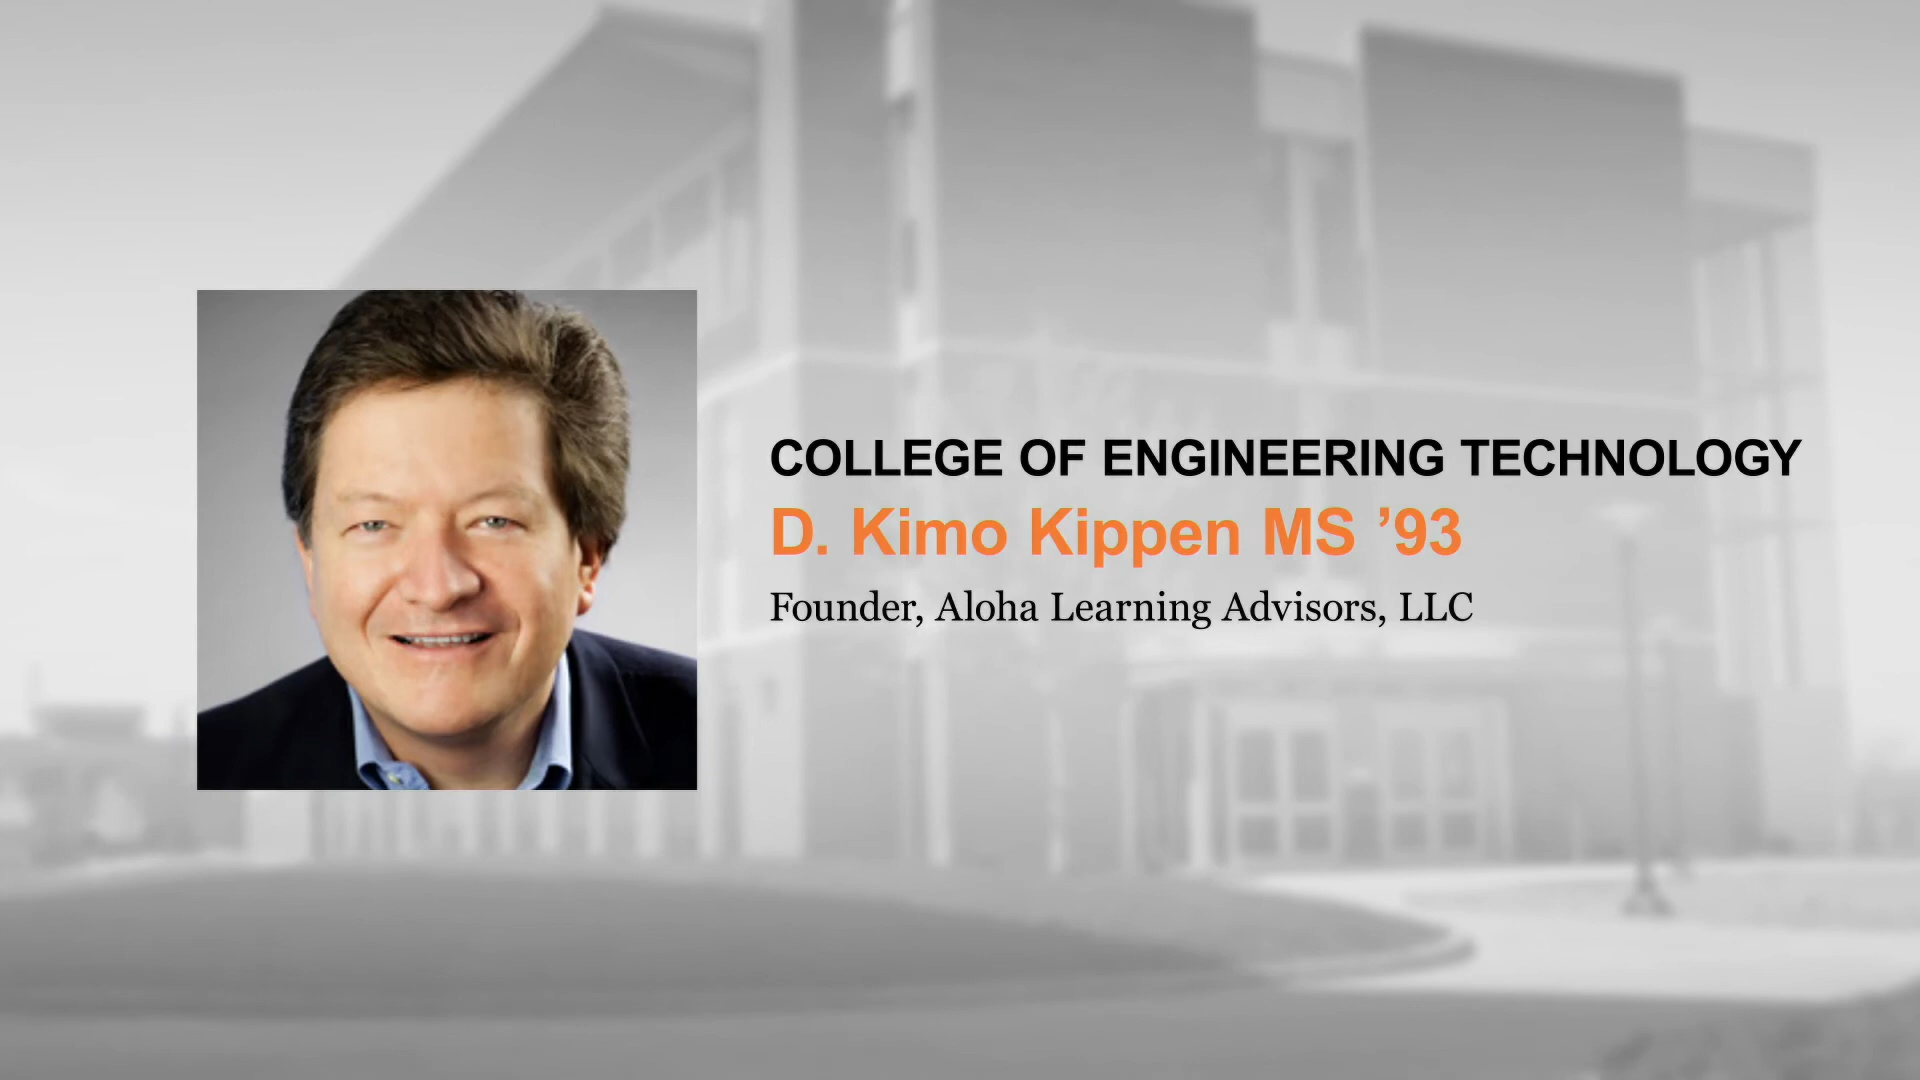 COLLEGE OF ENGINEERING TECHNOLOGY
D. Kimo Kippen MS ’93
Founder, Aloha Learning Advisors, LLC